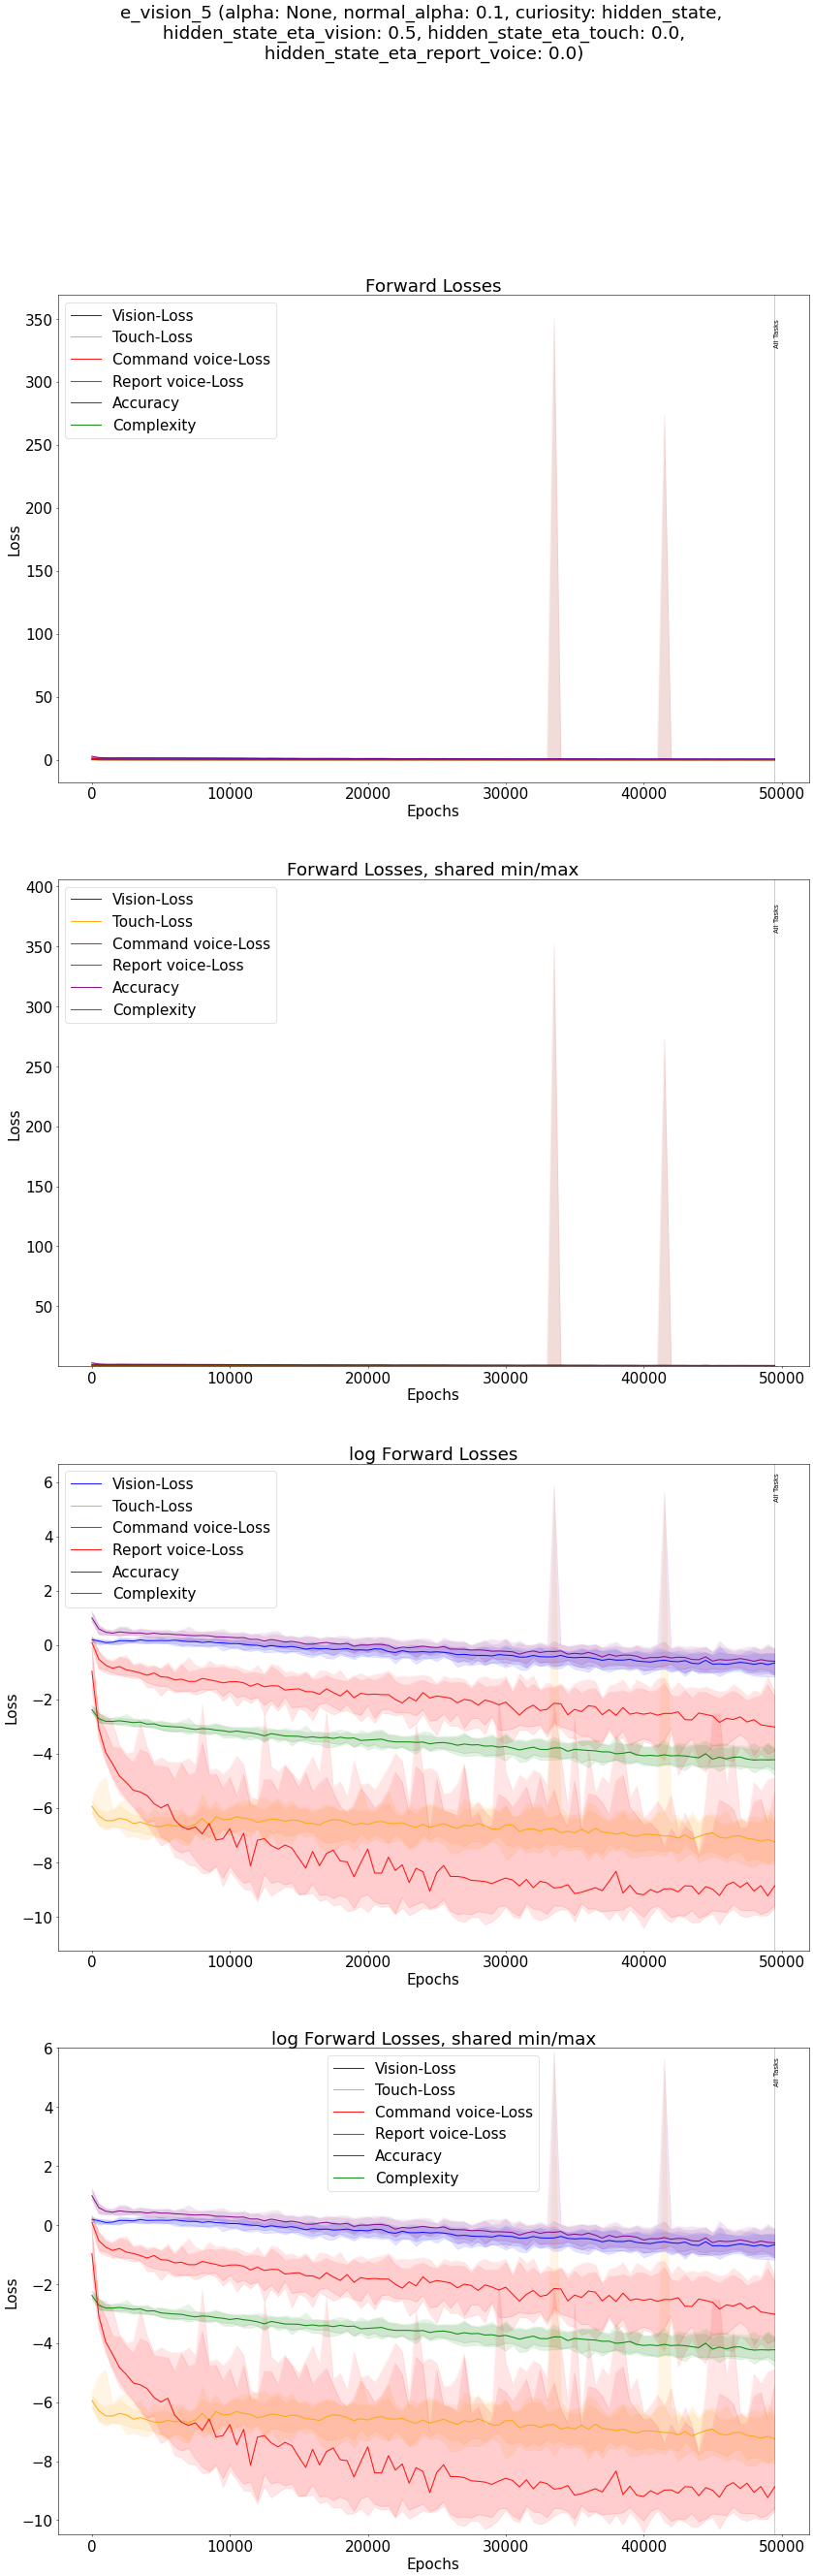 e_vision_5 (alpha: None, normal_alpha: 0.1, curiosity: hidden_state,
hidden_state_eta_vision: 0.5, hidden_state_eta_touch: 0.0,
hidden_state_eta_report_voice: 0.0)
Forward Losses
Vision-Loss
Touch-Loss
Command voice-Loss
Report voice-Loss
Accuracy
Complexity
All Tasks
350
300
250
200
150
100
50
0
Loss
0 10000 20000 30000 40000 50000
Epochs
Forward Losses, shared min/max
Vision-Loss
Touch-Loss
Command voice-Loss
Report voice-Loss
Accuracy
Complexity
All Tasks
400
350
300
250
200
150
100
50
Loss
0 10000 20000 30000 40000 50000
Epochs
log Forward Losses
Vision-Loss
Touch-Loss
Command voice-Loss
Report voice-Loss
Accuracy
Complexity
All Tasks
6
4
2
0
−2
−4
−6
−8
−10
Loss
0 10000 20000 30000 40000 50000
Epochs
log Forward Losses, shared min/max
Vision-Loss
Touch-Loss
Command voice-Loss
Report voice-Loss
Accuracy
Complexity
All Tasks
6
4
2
0
−2
−4
−6
−8
−10
Loss
0 10000 20000 30000 40000 50000
Epochs